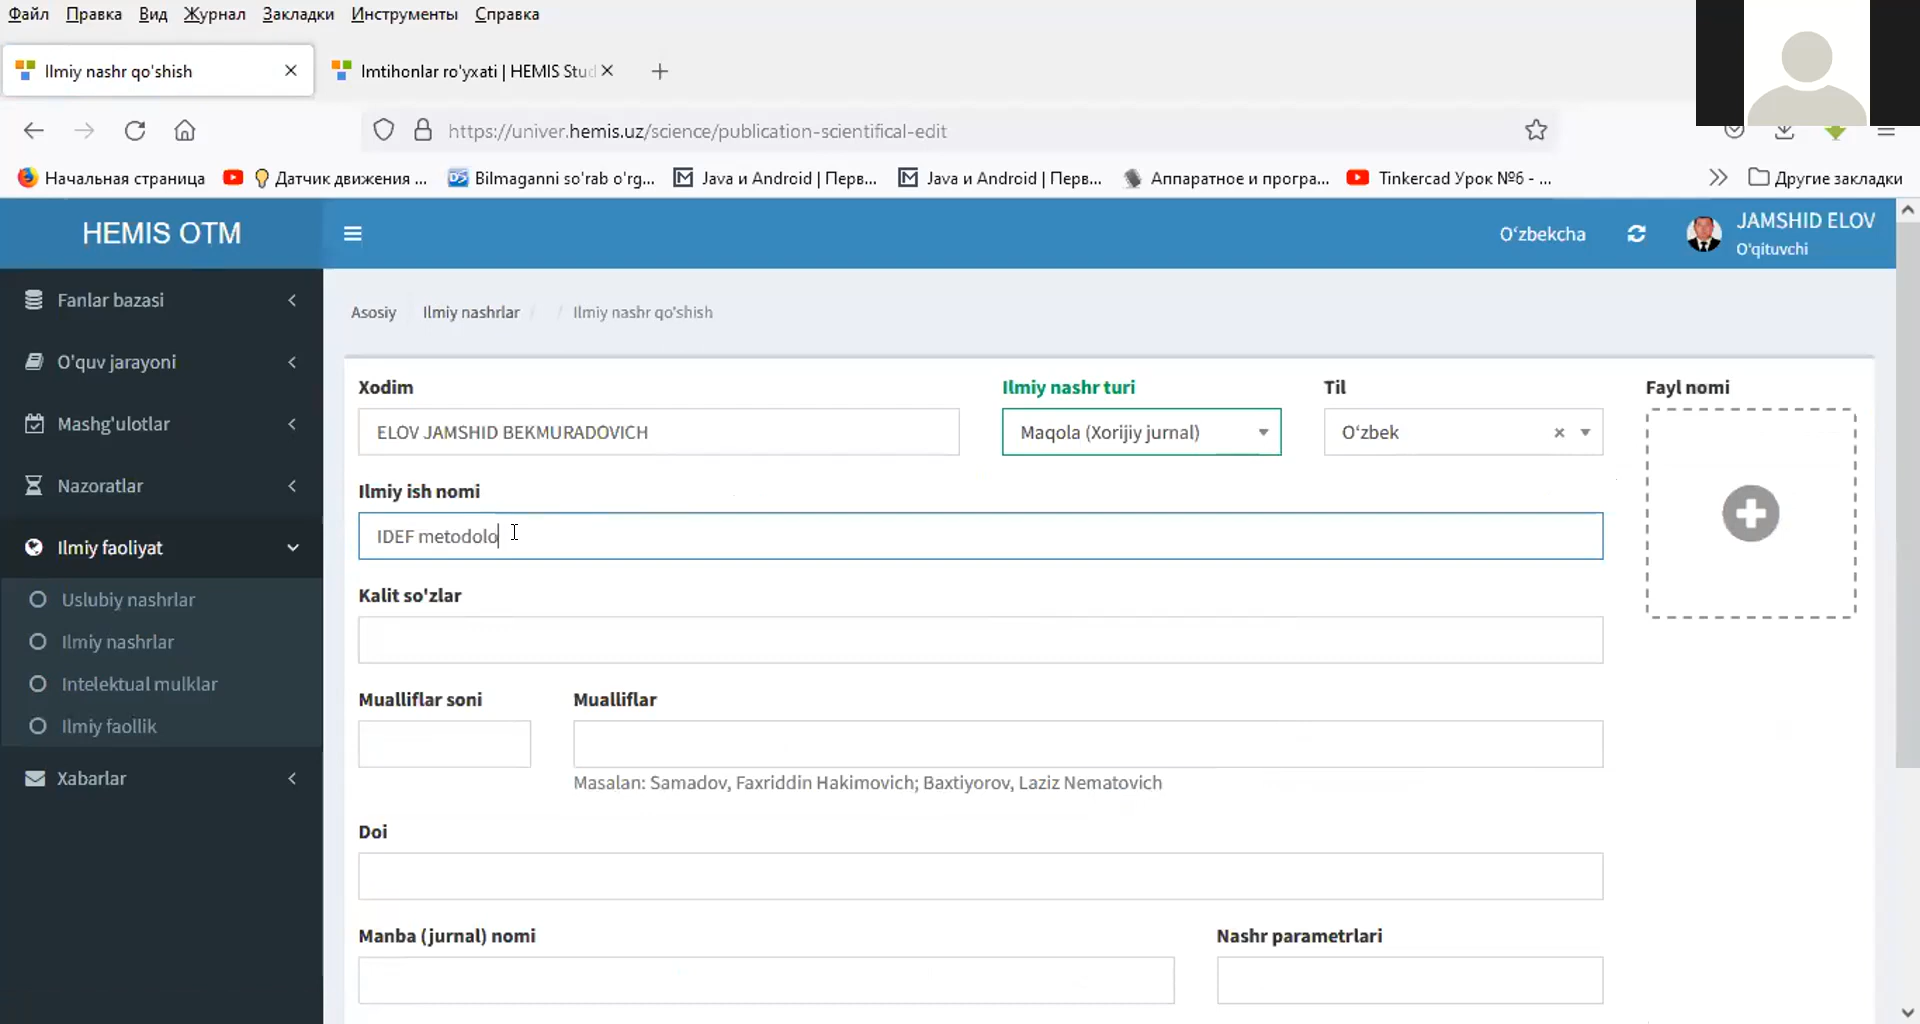 Файл Правка Вид Журнал Закладки Инструменты Справка
Ilmiy nashr qo'shish
Imtihonlar ro'yxati | HEMIS Stud
https://univer.hemis.uz/science/publication-scientifical-edit
Начальная страница
Датчик движения ...
Bilmaganni so'rab o'rg...
Java и Android | Перв...
Java и Android | Перв...
Аппаратное и програ...
Tinkercad Урок №6 - ...
Другие закладки
HEMIS OTM
O‘zbekcha
JAMSHID ELOV
O'qituvchi
Fanlar bazasi
O'quv jarayoni
Mashg'ulotlar
Nazoratlar
Ilmiy faoliyat
Uslubiy nashrlar
Ilmiy nashrlar
Intelektual mulklar
Ilmiy faollik
Xabarlar
Asosiy / Ilmiy nashrlar / / Ilmiy nashr qo'shish
Xodim
ELOV JAMSHID BEKMURADOVICH
Ilmiy nashr turi
Maqola (Xorijiy jurnal)
Til
O‘zbek
Fayl nomi
Ilmiy ish nomi
IDEF metodolo
Kalit so'zlar
Mualliflar soni
Mualliflar
Masalan: Samadov, Faxriddin Hakimovich; Baxtiyorov, Laziz Nematovich
Doi
Manba (jurnal) nomi
Nashr parametrlari